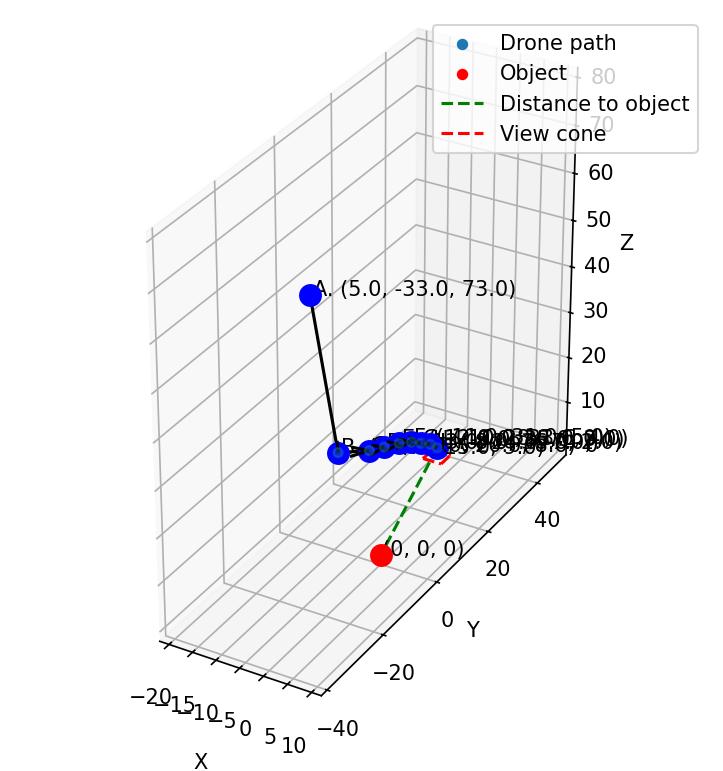 Drone path
Object
Distance to object
View cone
80
70
60
50
40
30
20
10
Z
A. (5.0, -33.0, 73.0)
B.
(0, 0, 0)
40
20
0
−20
−40
Y
−20
−15
−10
−5
0
5
10
X